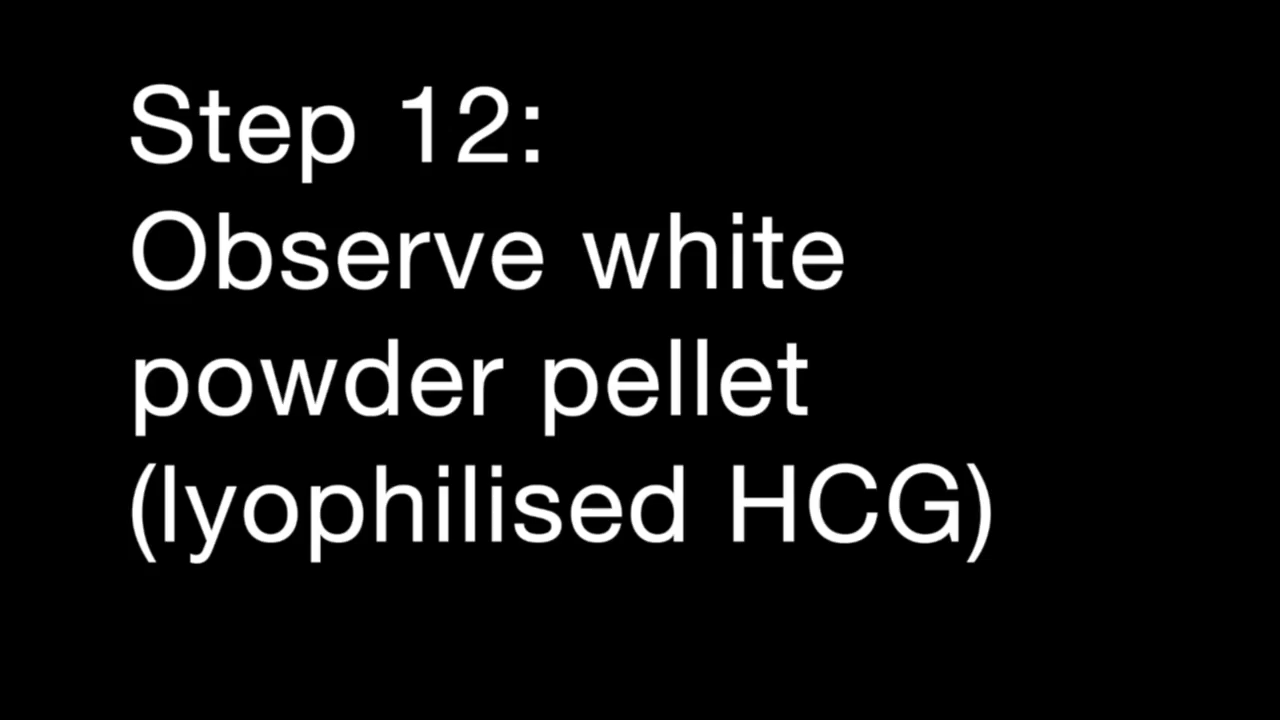 Step 12:
Observe white
powder pellet
(lyophilised HCG)